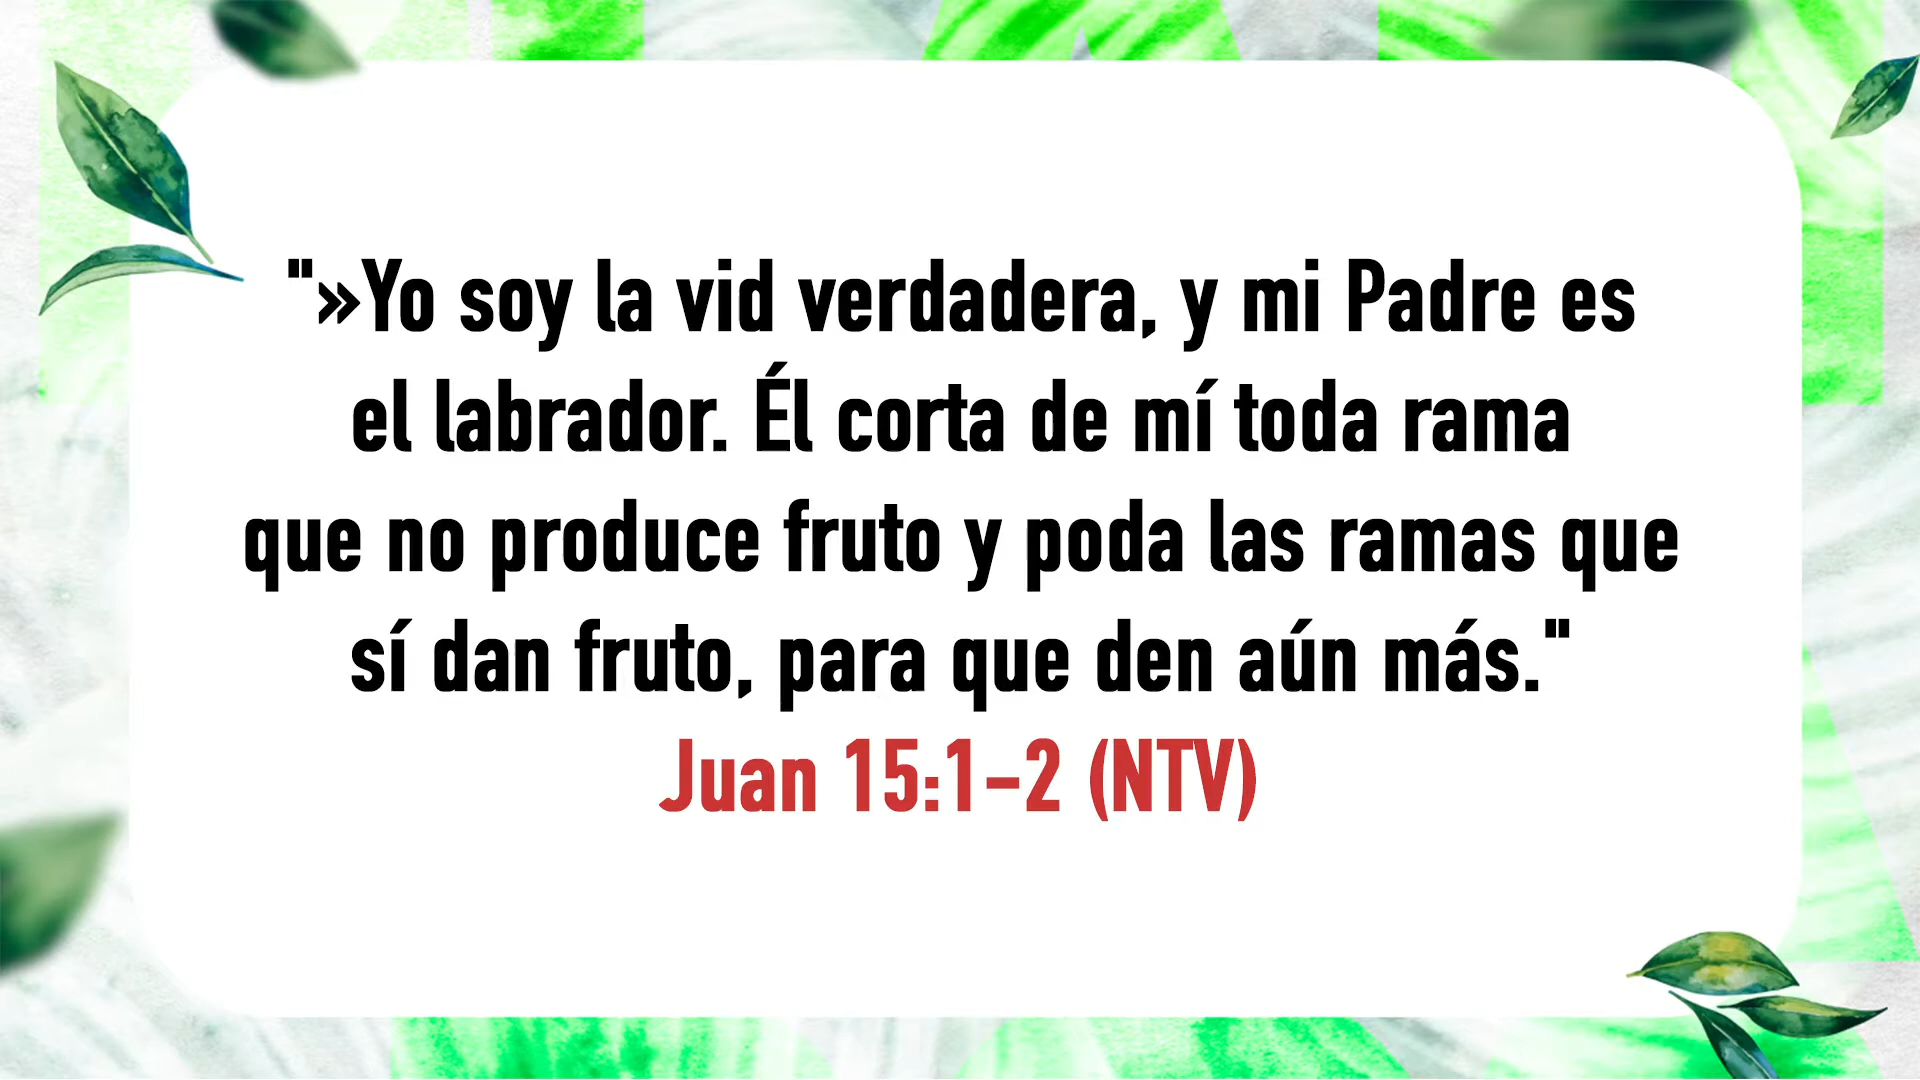 "»Yo soy la vid verdadera, y mi Padre es
el labrador. Él corta de mí toda rama
que no produce fruto y poda las ramas que
sí dan fruto, para que den aún más."
Juan 15:1-2 (NTV)